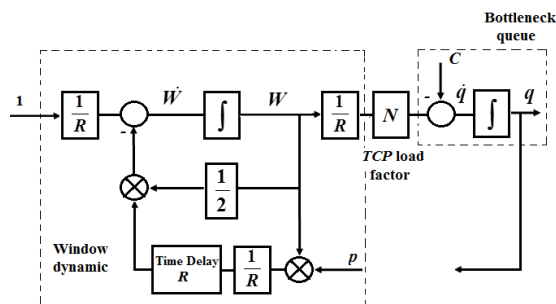 Bottleneck
queue
C
1
1
R
-
Ẇ
∫
W
1
R
N
-
q̇
∫
q
TCP load
factor
1
2
Window
dynamic
Time Delay
R
1
R
p